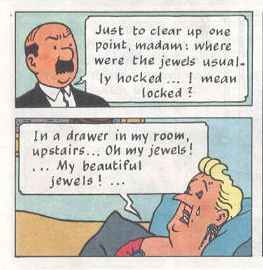 Just to clear up one
point, madam: where
were the jewels usual-
ly hocked... I mean
locked?
In a drawer in my room,
upstairs... Oh my jewels!
... My beautiful
jewels! ...